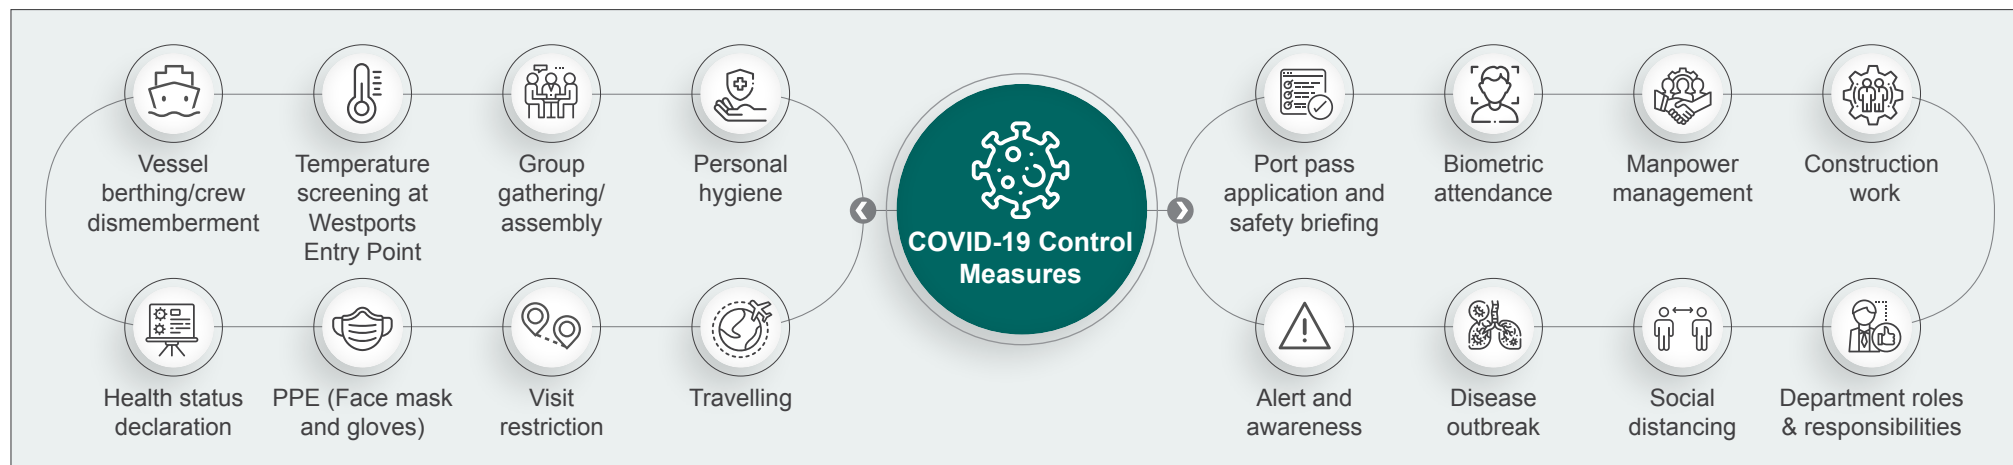 Vessel
berthing/crew
dismemberment
Temperature
screening at
Westports
Entry Point
Group
gathering/
assembly
Personal
hygiene
Health status
declaration
PPE (Face mask
and gloves)
Visit
restriction
Travelling
COVID-19 Control
Measures
Port pass
application and
safety briefing
Biometric
attendance
Manpower
management
Construction
work
Alert and
awareness
Disease
outbreak
Social
distancing
Department roles
& responsibilities